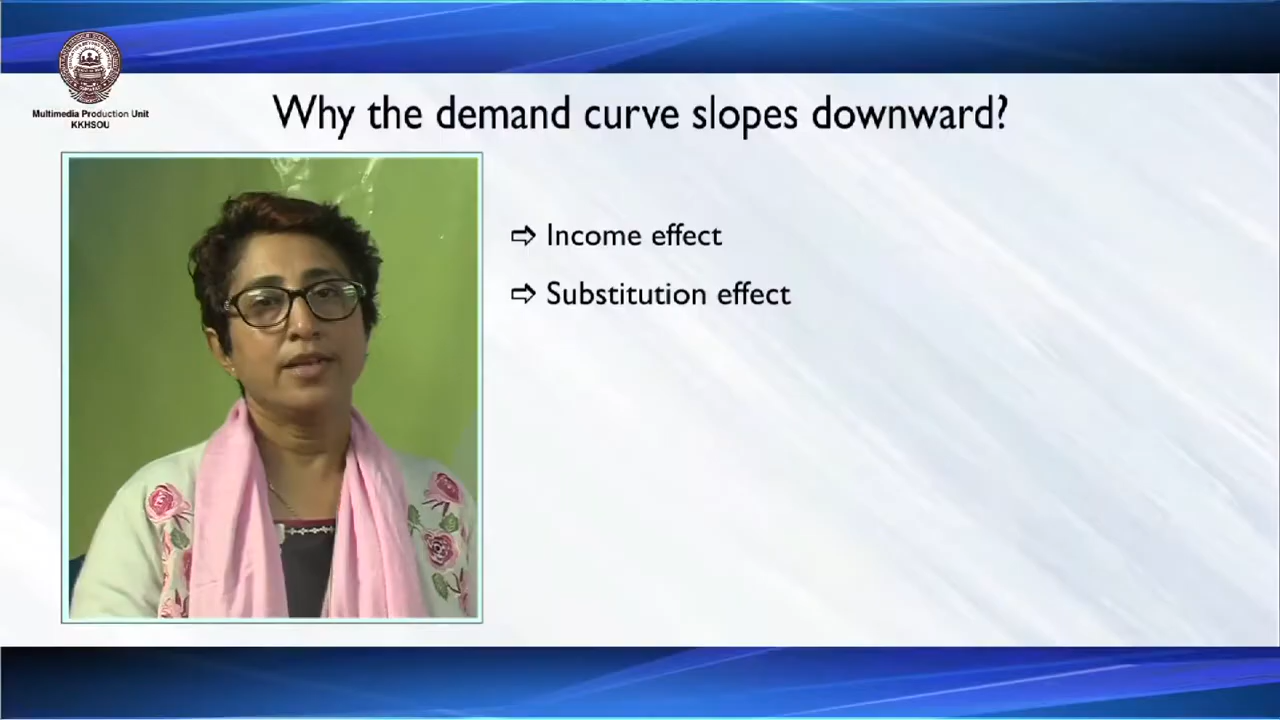 Multimedia Production Unit
KKHSOU
Why the demand curve slopes downward?
⇨ Income effect
⇨ Substitution effect